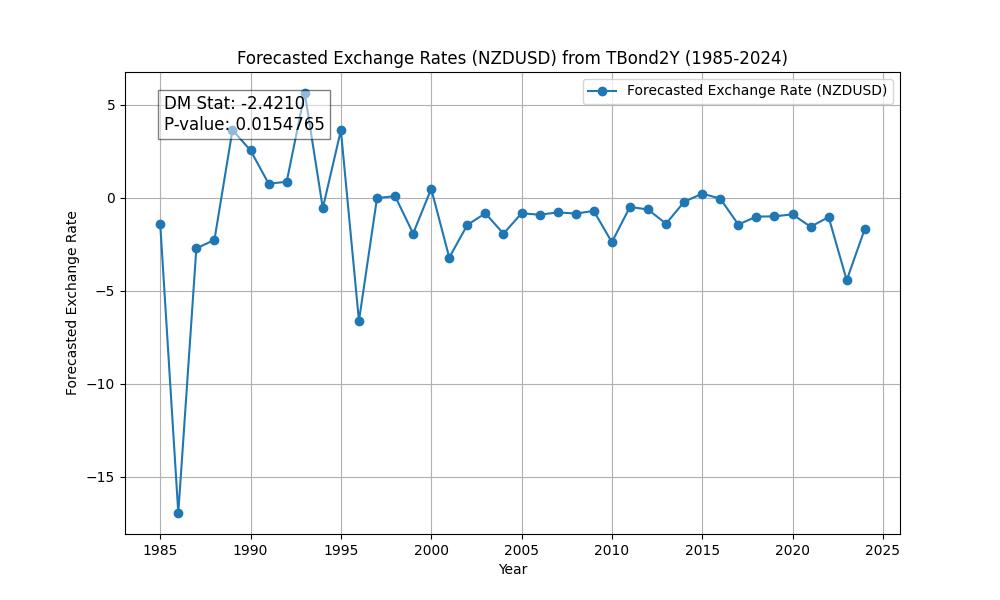 Forecasted Exchange Rates (NZDUSD) from TBond2Y (1985-2024)
DM Stat: -2.4210
P-value: 0.0154765
Forecasted Exchange Rate (NZDUSD)
Forecasted Exchange Rate
5
0
−5
−10
−15
1985 1990 1995 2000 2005 2010 2015 2020 2025
Year